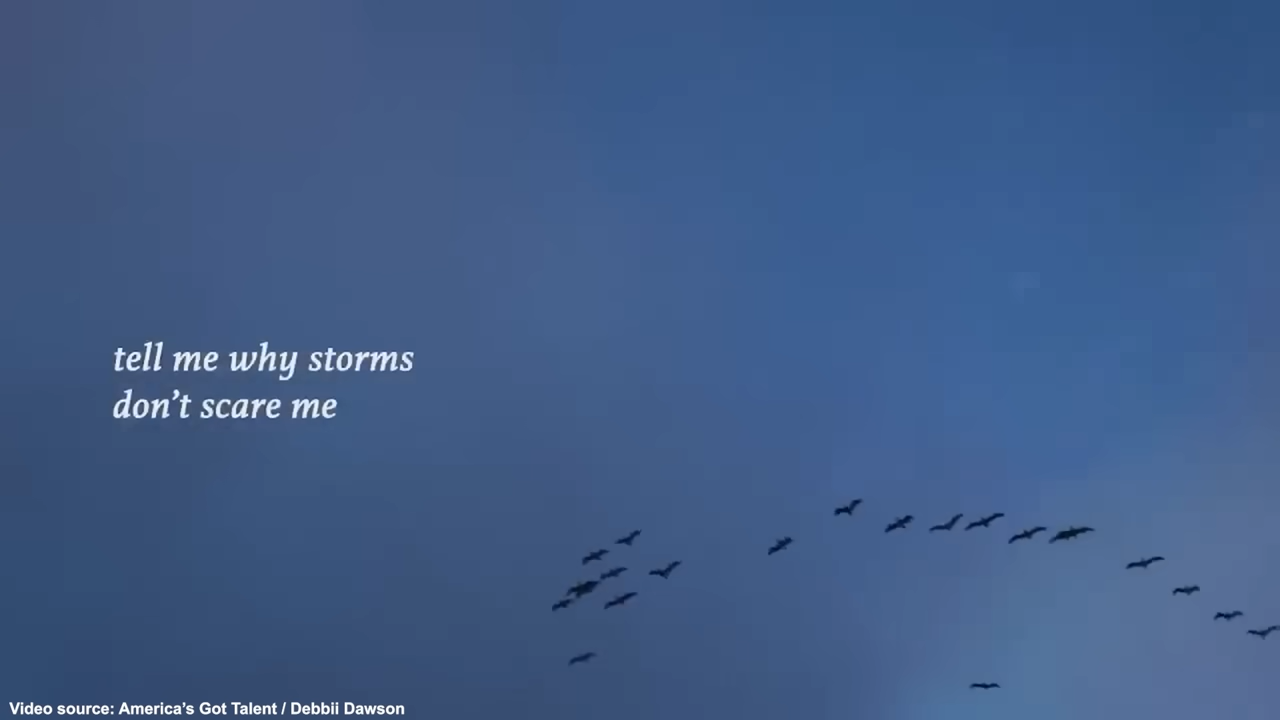 tell me why storms
don’t scare me
Video source: America’s Got Talent / Debbii Dawson